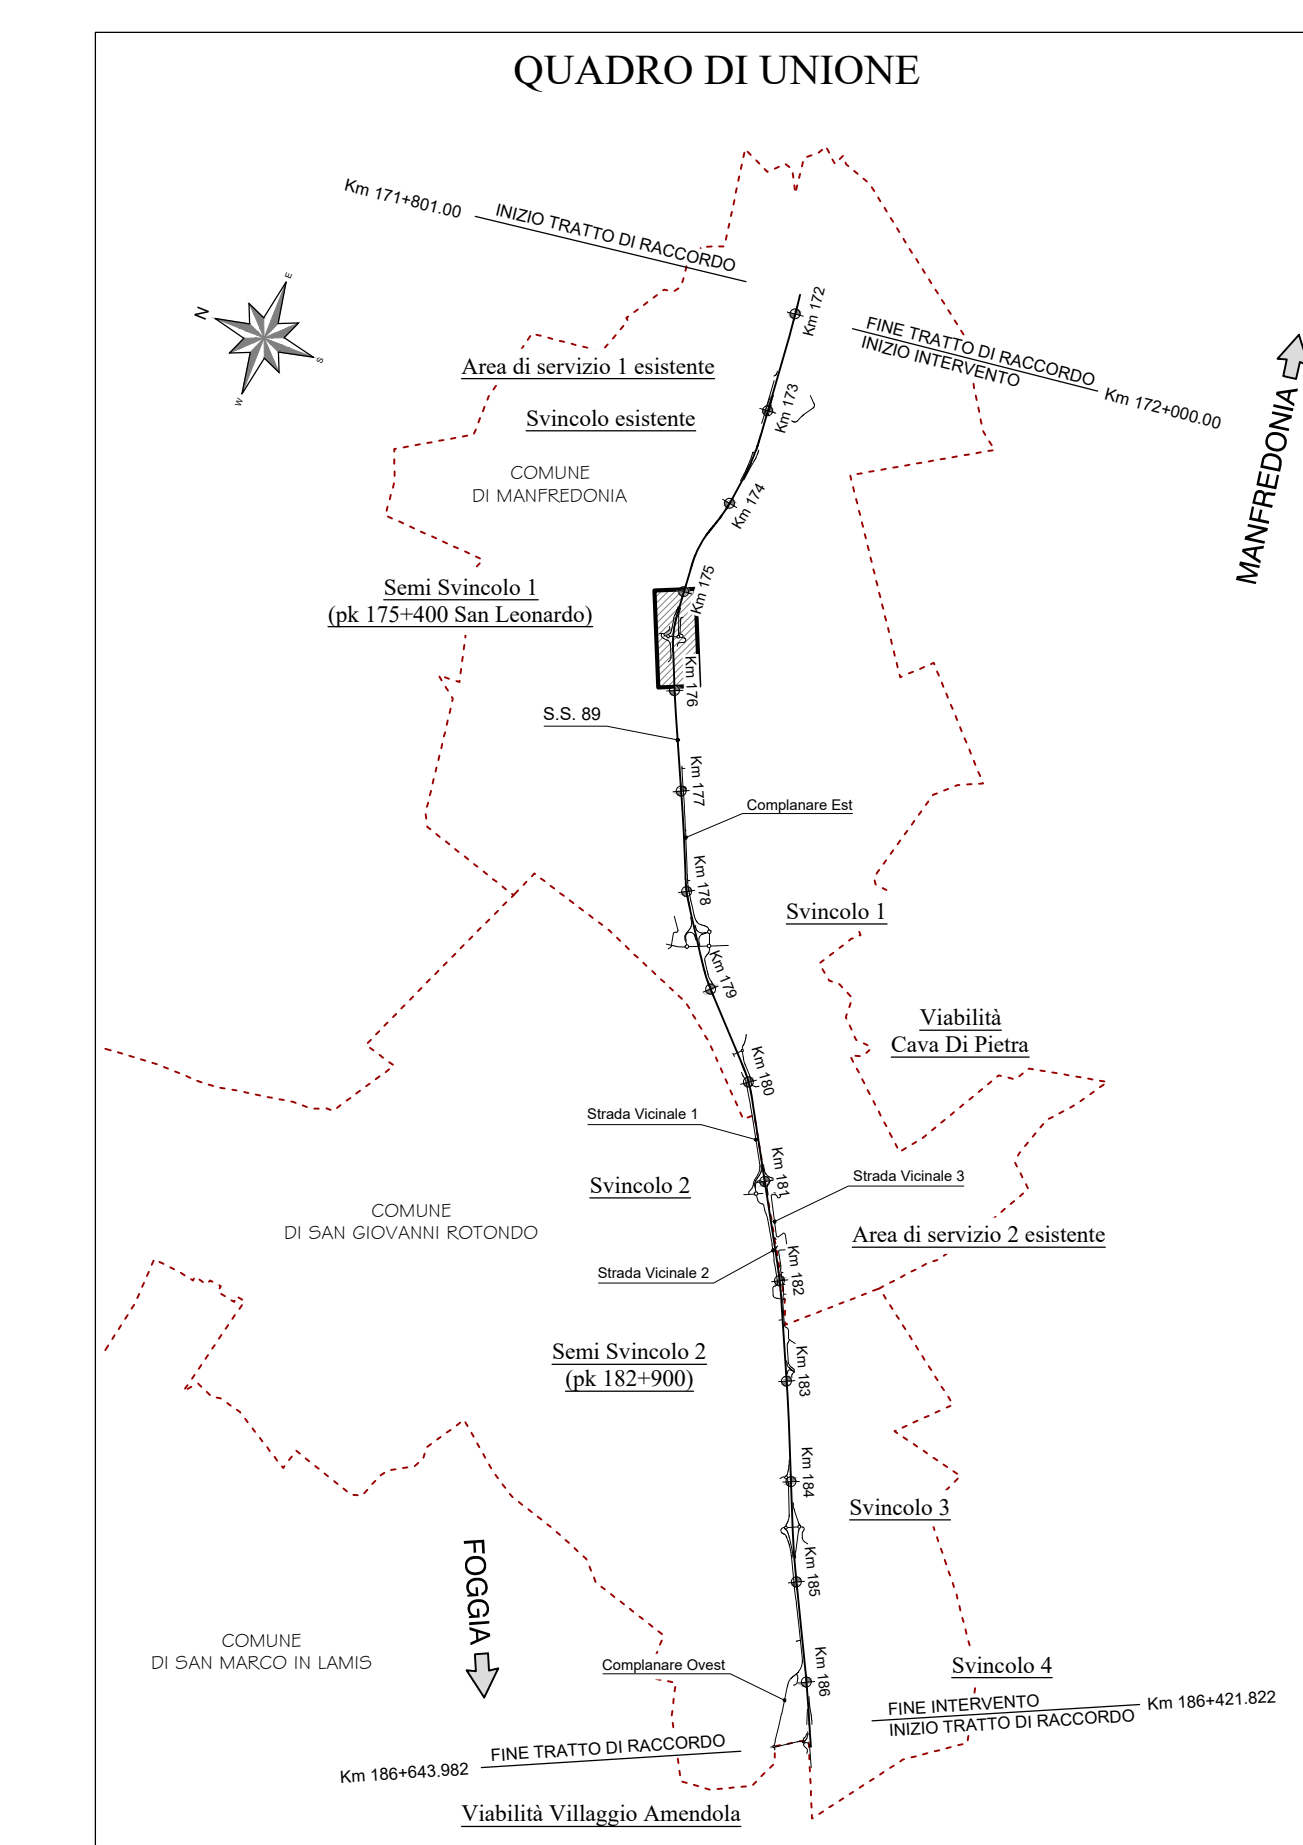 QUADRO DI UNIONE
Km 171+801.00
INIZIO TRATTO DI RACCORDO
N
E
S
W
Km 172
FINE TRATTO DI RACCORDO
INIZIO INTERVENTO
Km 172+000.00
MANFREDONIA
Area di servizio 1 esistente
Km 173
Svincolo esistente
COMUNE
DI MANFREDONIA
Km 174
Semi Svincolo 1
(pk 175+400 San Leonardo)
Km 175
Km 176
S.S. 89
Km 177
Complanare Est
Km 178
Svincolo 1
Km 179
Viabilità
Cava Di Pietra
Km 180
Strada Vicinale 1
Km 181
Strada Vicinale 3
Svincolo 2
COMUNE
DI SAN GIOVANNI ROTONDO
Area di servizio 2 esistente
Strada Vicinale 2
Km 182
Semi Svincolo 2
(pk 182+900)
Km 183
Km 184
Svincolo 3
FOGGIA
Km 185
COMUNE
DI SAN MARCO IN LAMIS
Complanare Ovest
Km 186
Svincolo 4
FINE INTERVENTO
INIZIO TRATTO DI RACCORDO
Km 186+421.822
FINE TRATTO DI RACCORDO
Km 186+643.982
Viabilità Villaggio Amendola